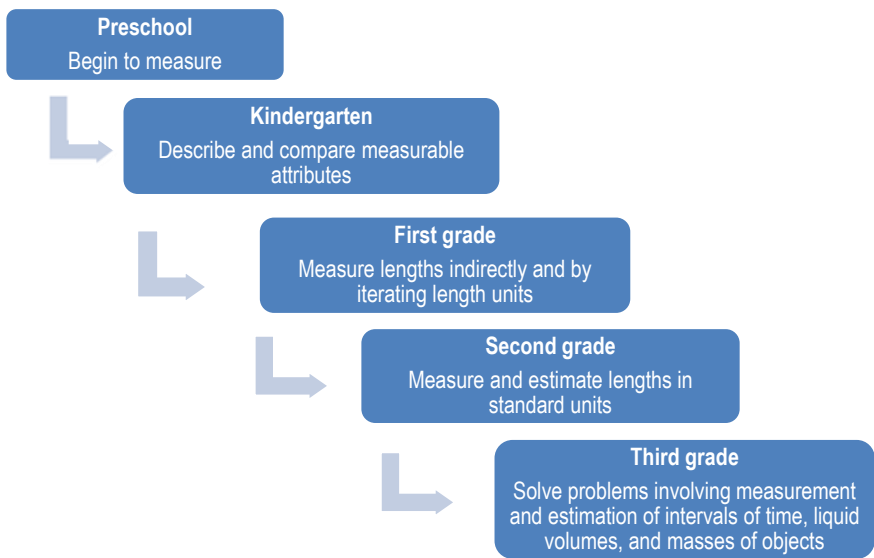 Preschool
Begin to measure
Kindergarten
Describe and compare measurable
attributes
First grade
Measure lengths indirectly and by
iterating length units
Second grade
Measure and estimate lengths in
standard units
Third grade
Solve problems involving measurement
and estimation of intervals of time, liquid
volumes, and masses of objects